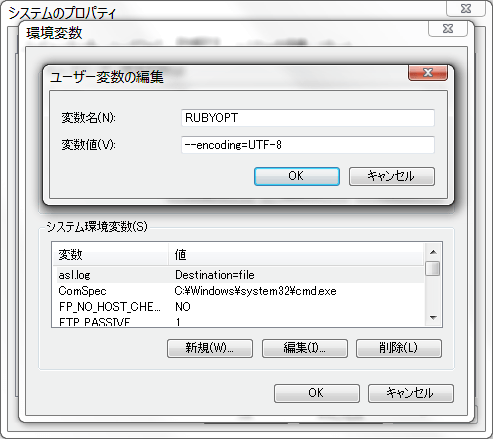 システムのプロパティ
環境変数
ユーザー変数の編集
変数名(N): RUBYOPT
変数値(V): --encoding=UTF-8
OK キャンセル
システム環境変数(S)
変数 値
asl.log Destination=file
ComSpec C:¥Windows¥system32¥cmd.exe
FP_NO_HOST_CHE... NO
FTP_PASSIVE 1
新規(W)... 編集(I)... 削除(L)
OK キャンセル